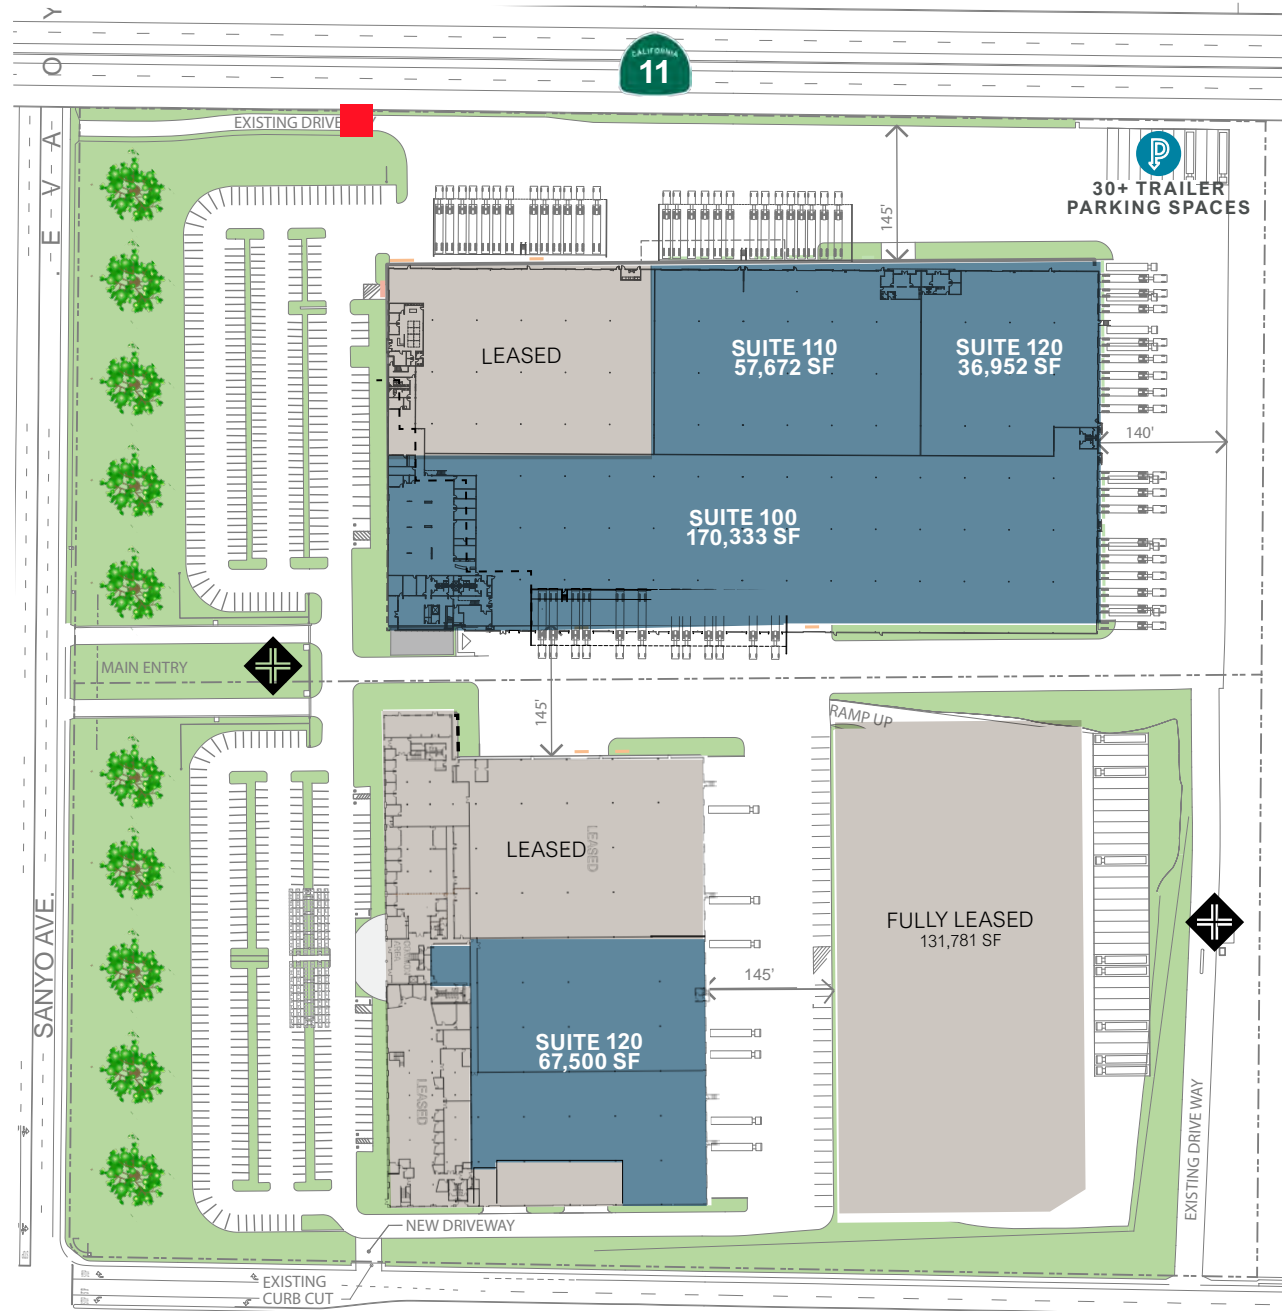 CALIFORNIA
11
EXISTING DRIVE
30+ TRAILER
PARKING SPACES
145'
LEASED
SUITE 110
57,672 SF
SUITE 120
36,952 SF
140'
SUITE 100
170,333 SF
MAIN ENTRY
145'
RAMP UP
LEASED
LEASED
FULLY LEASED
131,781 SF
145'
SUITE 120
67,500 SF
LEASED
SANYO AVE.
SANYO AVE.
EXISTING DRIVE WAY
NEW DRIVEWAY
EXISTING
CURB CUT